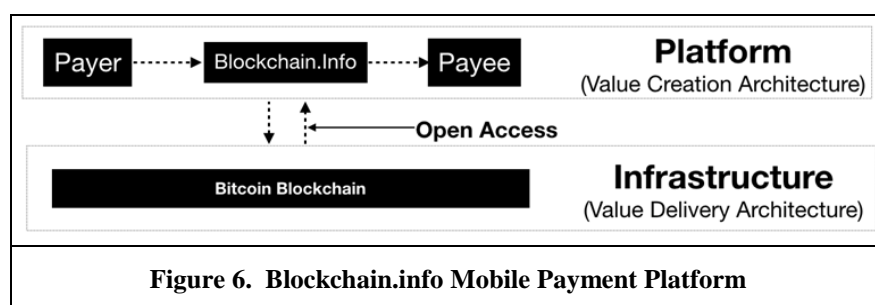 Payer
Blockchain.Info
Payee
Platform
(Value Creation Architecture)
Open Access
Bitcoin Blockchain
Infrastructure
(Value Delivery Architecture)
Figure 6. Blockchain.info Mobile Payment Platform